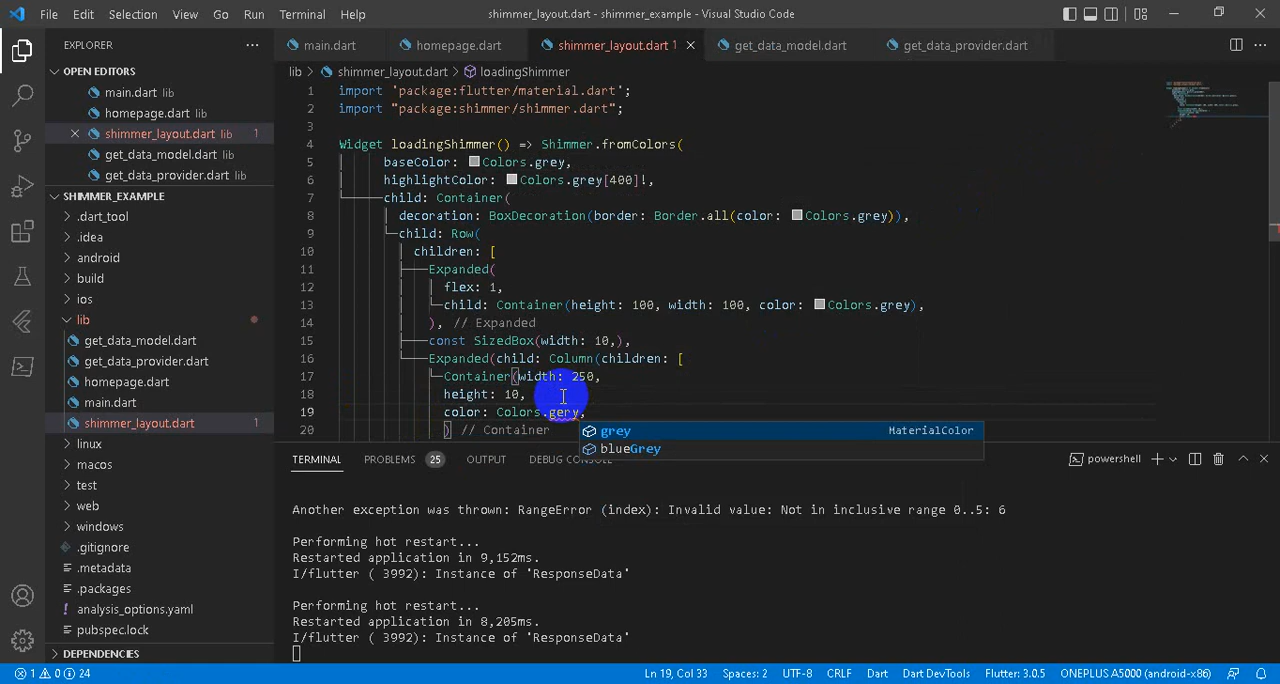 File Edit Selection View Go Run Terminal Help
shimmer_layout.dart - shimmer_example - Visual Studio Code
EXPLORER
OPEN EDITORS
main.dart lib
homepage.dart lib
shimmer_layout.dart lib 1
get_data_model.dart lib
get_data_provider.dart lib
SHIMMER_EXAMPLE
.dart_tool
.idea
android
build
ios
lib
get_data_model.dart
get_data_provider.dart
homepage.dart
main.dart
shimmer_layout.dart 1
linux
macos
test
web
windows
.gitignore
.metadata
.packages
analysis_options.yaml
pubspec.lock
DEPENDENCIES
main.dart homepage.dart shimmer_layout.dart 1 get_data_model.dart get_data_provider.dart
lib > shimmer_layout.dart > loadingShimmer
1 import 'package:flutter/material.dart';
2 import "package:shimmer/shimmer.dart";
3
4 Widget loadingShimmer() => Shimmer.fromColors(
5 baseColor: Colors.grey,
6 highlightColor: Colors.grey[400]!,
7 child: Container(
8 decoration: BoxDecoration(border: Border.all(color: Colors.grey)),
9 child: Row(
10 children: [
11 Expanded(
12 flex: 1,
13 child: Container(height: 100, width: 100, color: Colors.grey),
14 ), // Expanded
15 const SizedBox(width: 10,),
16 Expanded(child: Column(children: [
17 Container(width: 250,
18 height: 10,
19 color: Colors.gery,
20 ) // Container
grey MaterialColor
blueGrey
TERMINAL PROBLEMS 25 OUTPUT DEBUG CONSOLE powershell
Another exception was thrown: RangeError (index): Invalid value: Not in inclusive range 0..5: 6
Performing hot restart...
Restarted application in 9,152ms.
I/flutter ( 3992): Instance of 'ResponseData'
Performing hot restart...
Restarted application in 8,205ms.
I/flutter ( 3992): Instance of 'ResponseData'
1 0 24 Ln 19, Col 33 Spaces: 2 UTF-8 CRLF Dart Dart DevTools Flutter: 3.0.5 ONEPLUS A5000 (android-x86)